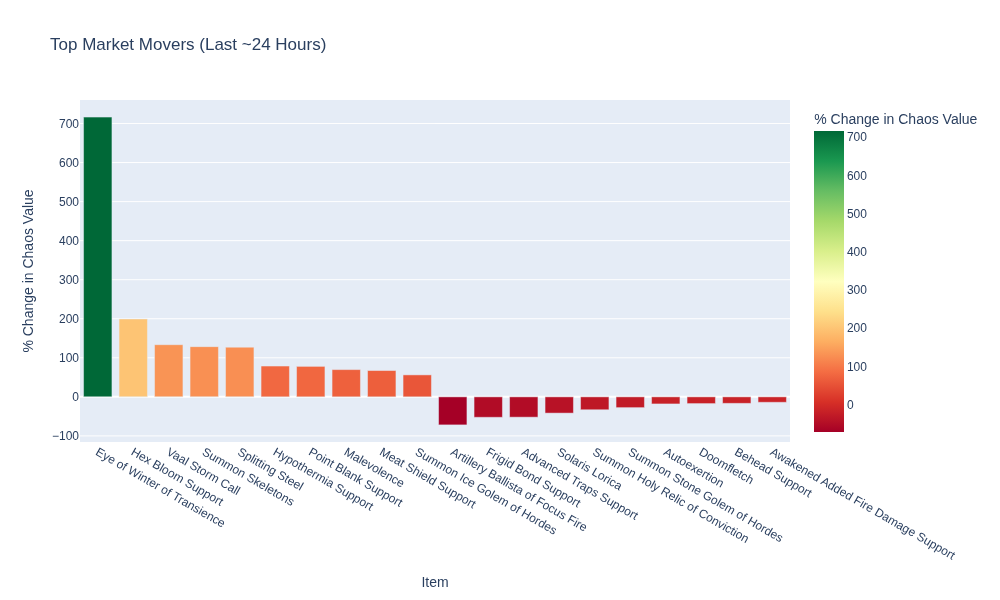 Top Market Movers (Last ~24 Hours)
% Change in Chaos Value
700
600
500
400
300
200
100
0
−100
Eye of Winter of Transience
Hex Bloom Support
Vaal Storm Call
Summon Skeletons
Splitting Steel
Hypothermia Support
Point Blank Support
Malevolence
Meat Shield Support
Summon Ice Golem of Hordes
Artillery Ballista of Focus Fire
Frigid Bond Support
Advanced Traps Support
Solaris Lorica
Summon Holy Relic of Conviction
Summon Stone Golem of Hordes
Autoexertion
Doomfletch
Behead Support
Awakened Added Fire Damage Support
Item
% Change in Chaos Value
700
600
500
400
300
200
100
0